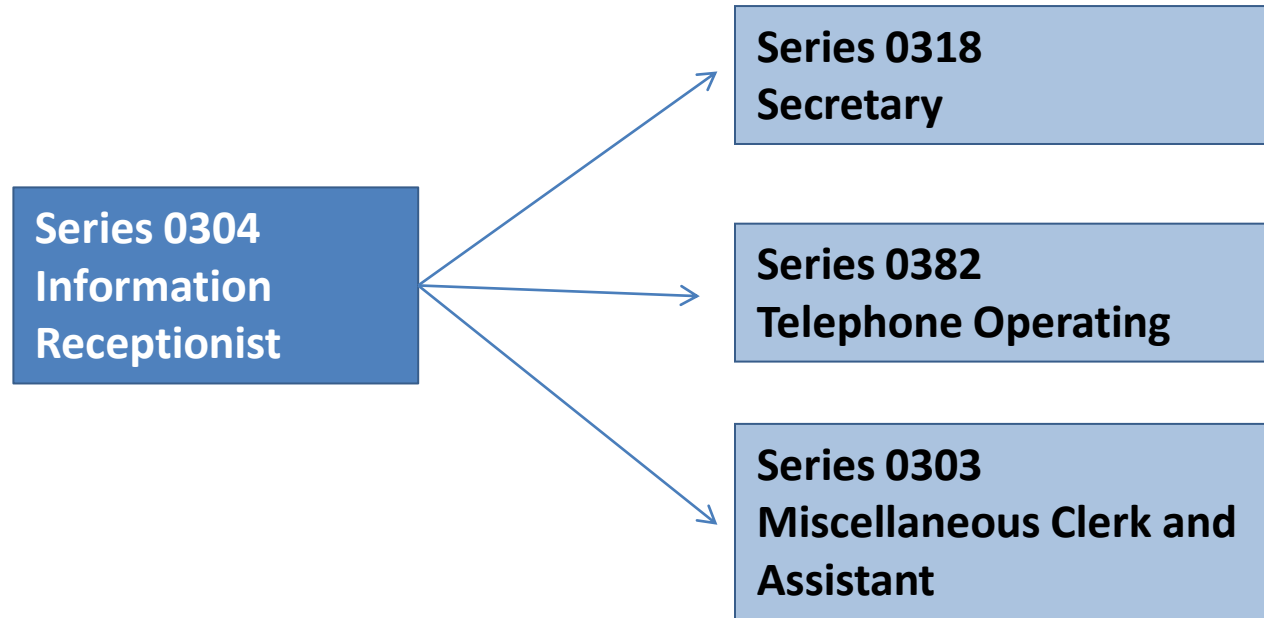 Series 0304
Information
Receptionist
Series 0318
Secretary
Series 0382
Telephone Operating
Series 0303
Miscellaneous Clerk and
Assistant